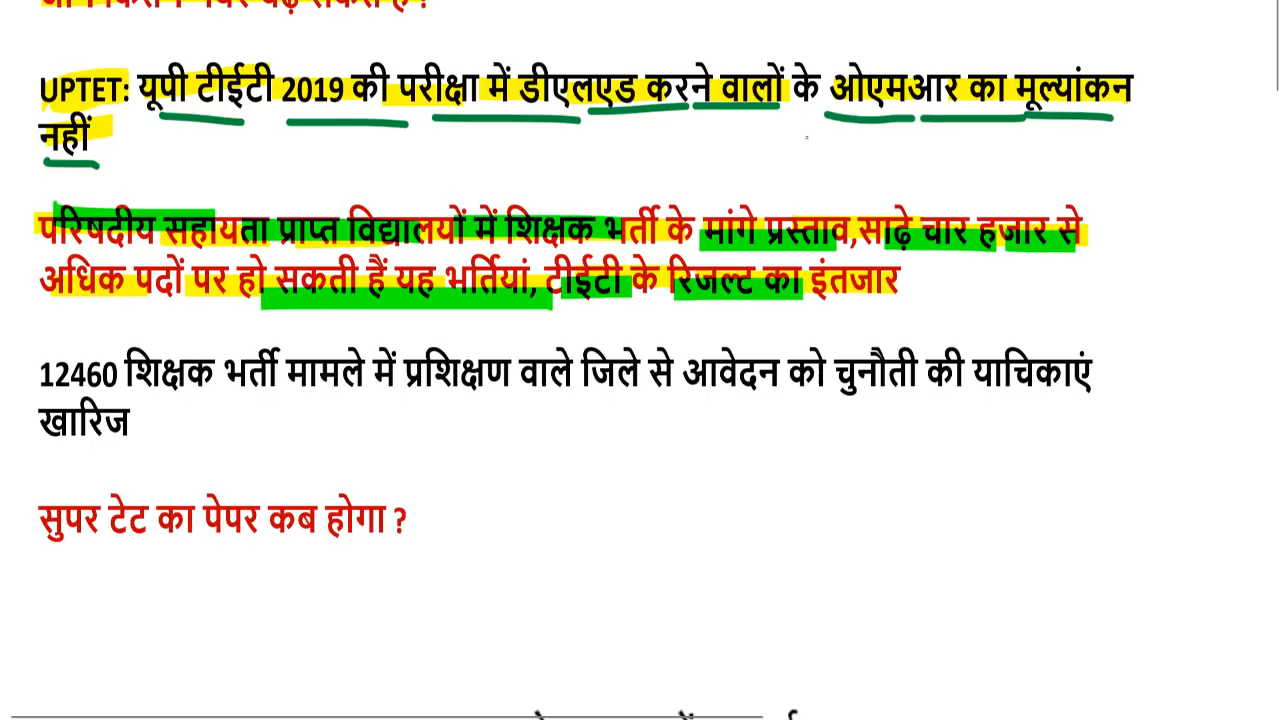 UPTET: यूपी टीईटी 2019 की परीक्षा में डीएलएड करने वालों के ओएमआर का मूल्यांकन
नहीं
परिषदीय सहायता प्राप्त विद्यालयों में शिक्षक भर्ती के मांगे प्रस्ताव,साढ़े चार हजार से
अधिक पदों पर हो सकती हैं यह भर्तियां, टीईटी के रिजल्ट का इंतजार
12460 शिक्षक भर्ती मामले में प्रशिक्षण वाले जिले से आवेदन को चुनौती की याचिकाएं
खारिज
सुपर टेट का पेपर कब होगा ?